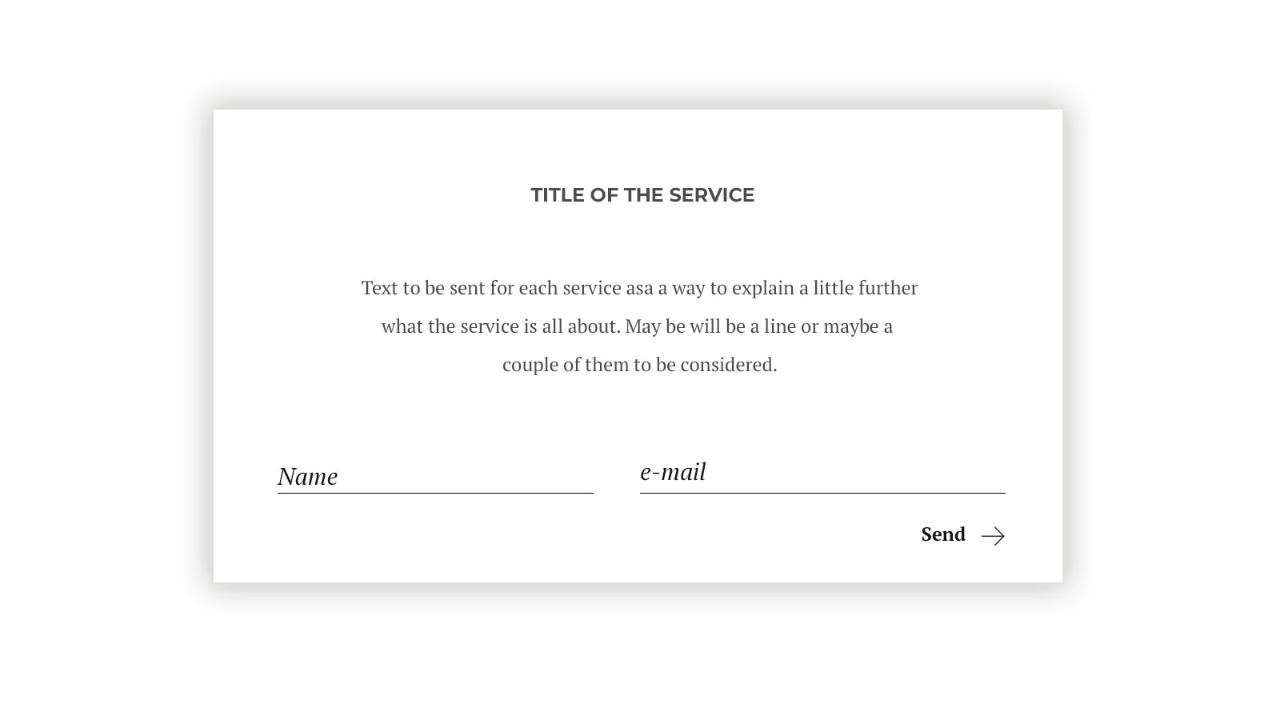 TITLE OF THE SERVICE
Text to be sent for each service asa a way to explain a little further
what the service is all about. May be will be a line or maybe a
couple of them to be considered.
Name
e-mail
Send